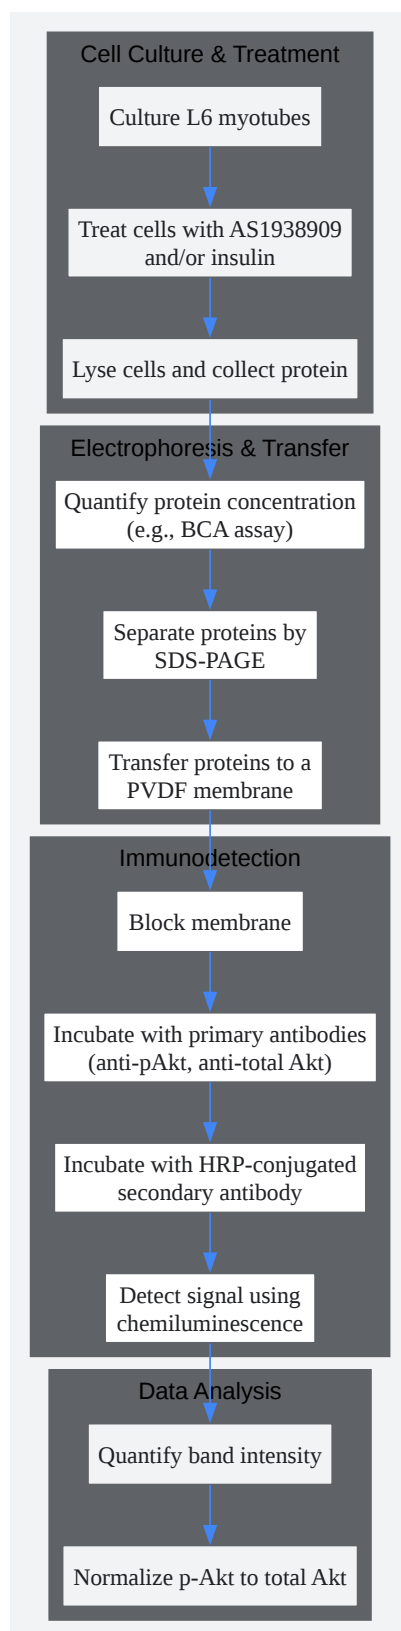 Cell Culture & Treatment
Culture L6 myotubes
Treat cells with AS1938909
and/or insulin
Lyse cells and collect protein
Electrophoresis & Transfer
Quantify protein concentration
(e.g., BCA assay)
Separate proteins by
SDS-PAGE
Transfer proteins to a
PVDF membrane
Immunodetection
Block membrane
Incubate with primary antibodies
(anti-pAkt, anti-total Akt)
Incubate with HRP-conjugated
secondary antibody
Detect signal using
chemiluminescence
Data Analysis
Quantify band intensity
Normalize p-Akt to total Akt